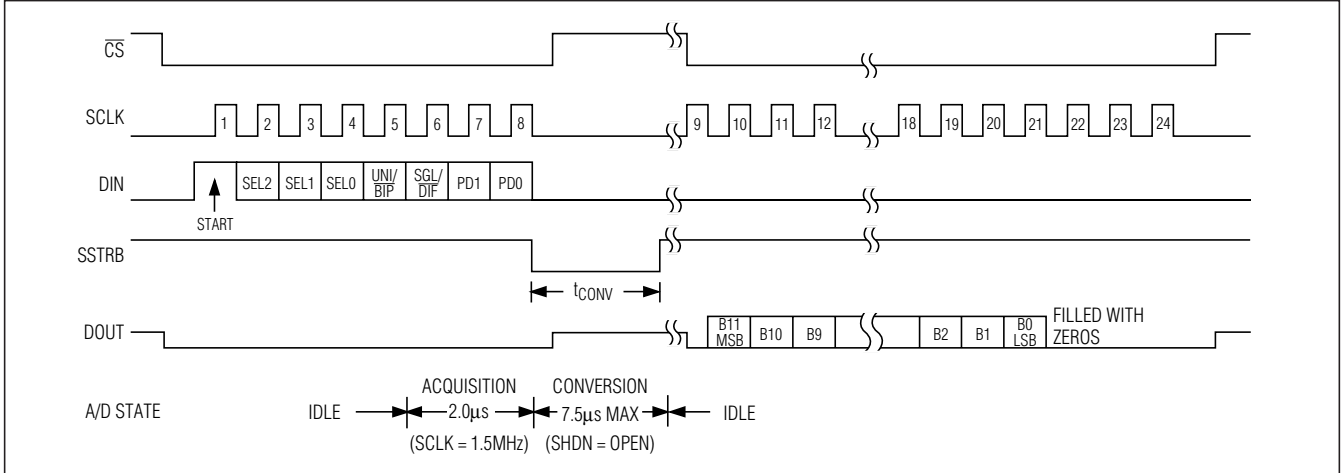 CS
SCLK
1 2 3 4 5 6 7 8 9 10 11 12 18 19 20 21 22 23 24
DIN
SEL2 SEL1 SEL0 UNI/
BIP SGL/
DIF PD1 PD0
START
SSTRB
tCONV
DOUT
B11
MSB B10 B9 B2 B1 B0
LSB
FILLED WITH
ZEROS
ACQUISITION CONVERSION
A/D STATE IDLE 2.0µs 7.5µs MAX IDLE
(SCLK = 1.5MHz) (SHDN = OPEN)